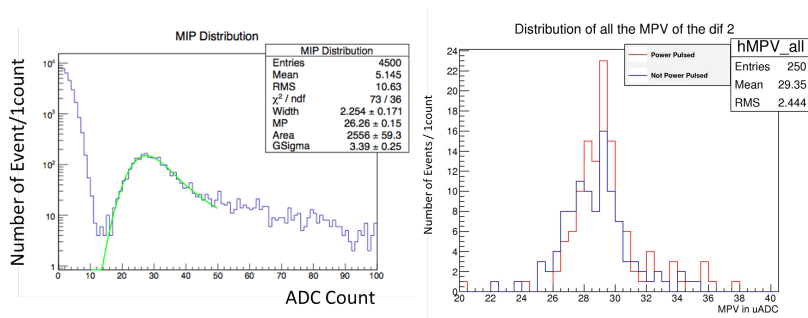 MIP Distribution
MIP Distribution
Entries 4500
Mean 5.145
RMS 10.63
χ² / ndf 73 / 36
Width 2.254 ± 0.171
MP 26.26 ± 0.15
Area 2556 ± 59.3
GSigma 3.39 ± 0.25
Number of Event/1count
10⁴
10³
10²
10
1
0 10 20 30 40 50 60 70 80 90 100
ADC Count
Distribution of all the MPV of the dif 2
Power Pulsed
Not Power Pulsed
hMPV_all
Entries 250
Mean 29.35
RMS 2.444
Number of Events / 1count
24
22
20
18
16
14
12
10
8
6
4
2
0
20 22 24 26 28 30 32 34 36 38 40
MPV in uADC